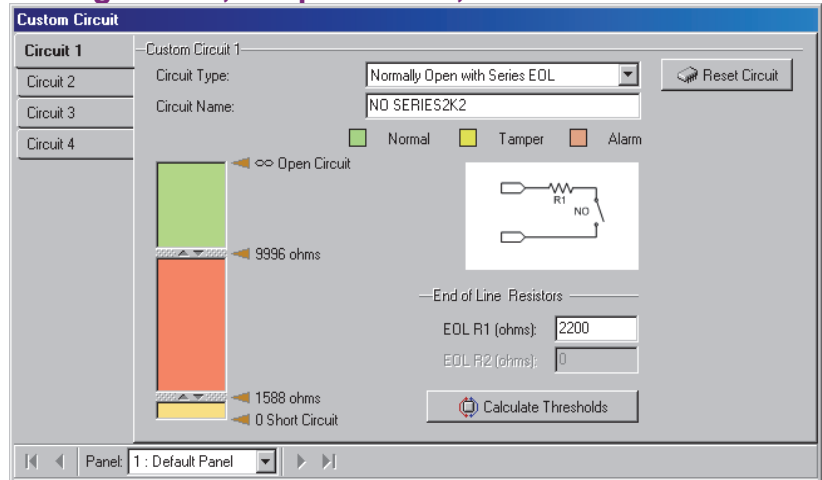 Custom Circuit
Circuit 1
Circuit 2
Circuit 3
Circuit 4
Custom Circuit 1
Circuit Type: Normally Open with Series EOL
Reset Circuit
Circuit Name: NO SERIES2K2
Normal Tamper Alarm
∞ Open Circuit
9996 ohms
1588 ohms
0 Short Circuit
R1
NO
End of Line Resistors
EOL R1 (ohms): 2200
EOL R2 (ohms): 0
Calculate Thresholds
Panel: 1 : Default Panel